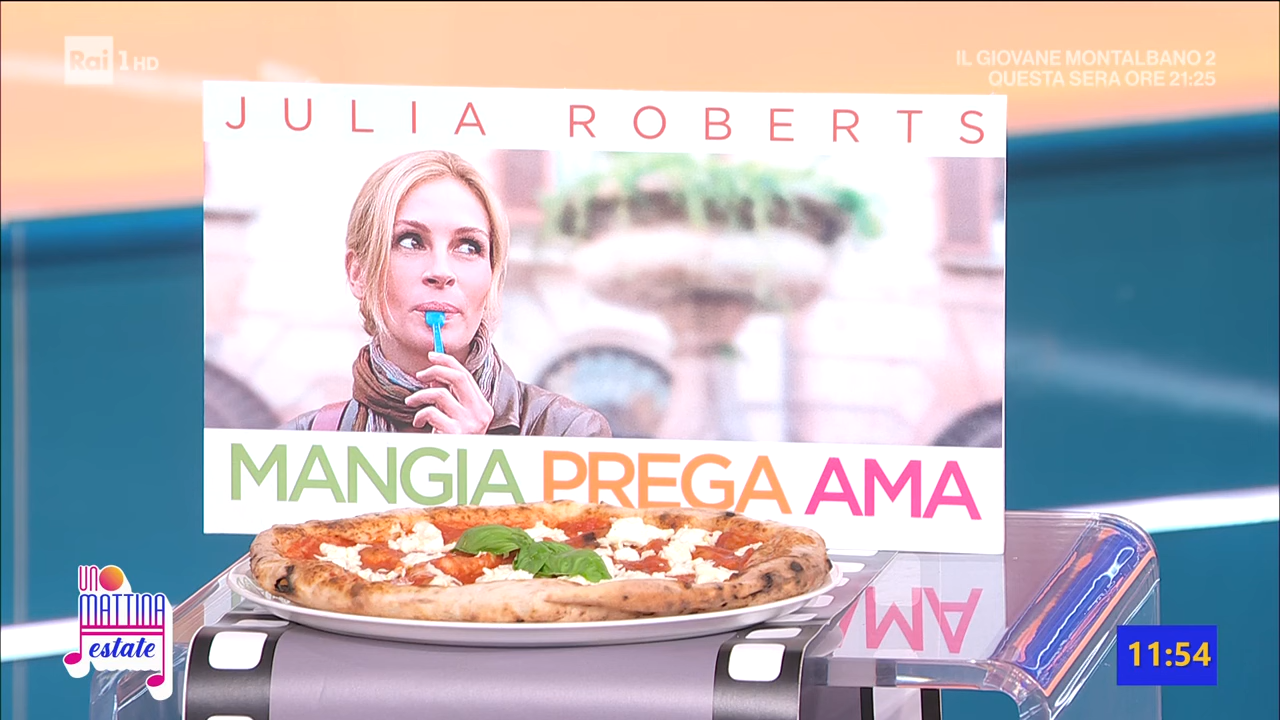 Rai 1 HD
IL GIOVANE MONTALBANO 2
QUESTA SERA ORE 21:25
JULIA ROBERTS
MANGIA PREGA AMA
AMA
UNO
MATTINA
estate
11:54